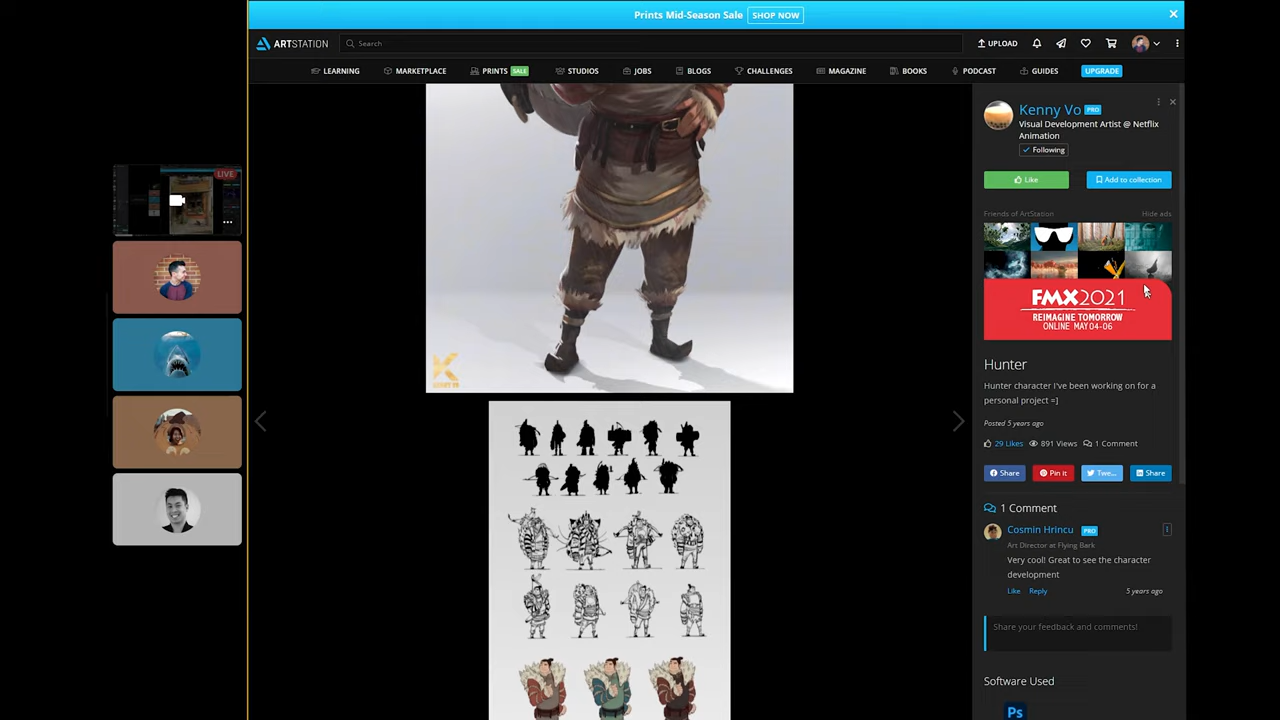 Prints Mid-Season Sale SHOP NOW
ARTSTATION Search UPLOAD
LEARNING MARKETPLACE PRINTS SALE STUDIOS JOBS BLOGS CHALLENGES MAGAZINE BOOKS PODCAST GUIDES UPGRADE
LIVE
Kenny Vo PRO
Visual Development Artist @ Netflix
Animation
Following
Like Add to collection
Friends of ArtStation Hide ads
FMX2021
REIMAGINE TOMORROW
ONLINE MAY 04-06
K
KENNY VO
Hunter
Hunter character I've been working on for a
personal project =]
Posted 5 years ago
29 Likes 891 Views 1 Comment
Share Pin it Twe... Share
1 Comment
Cosmin Hrincu PRO
Art Director at Flying Bark
Very cool! Great to see the character
development
Like Reply 5 years ago
Share your feedback and comments!
Software Used
Ps